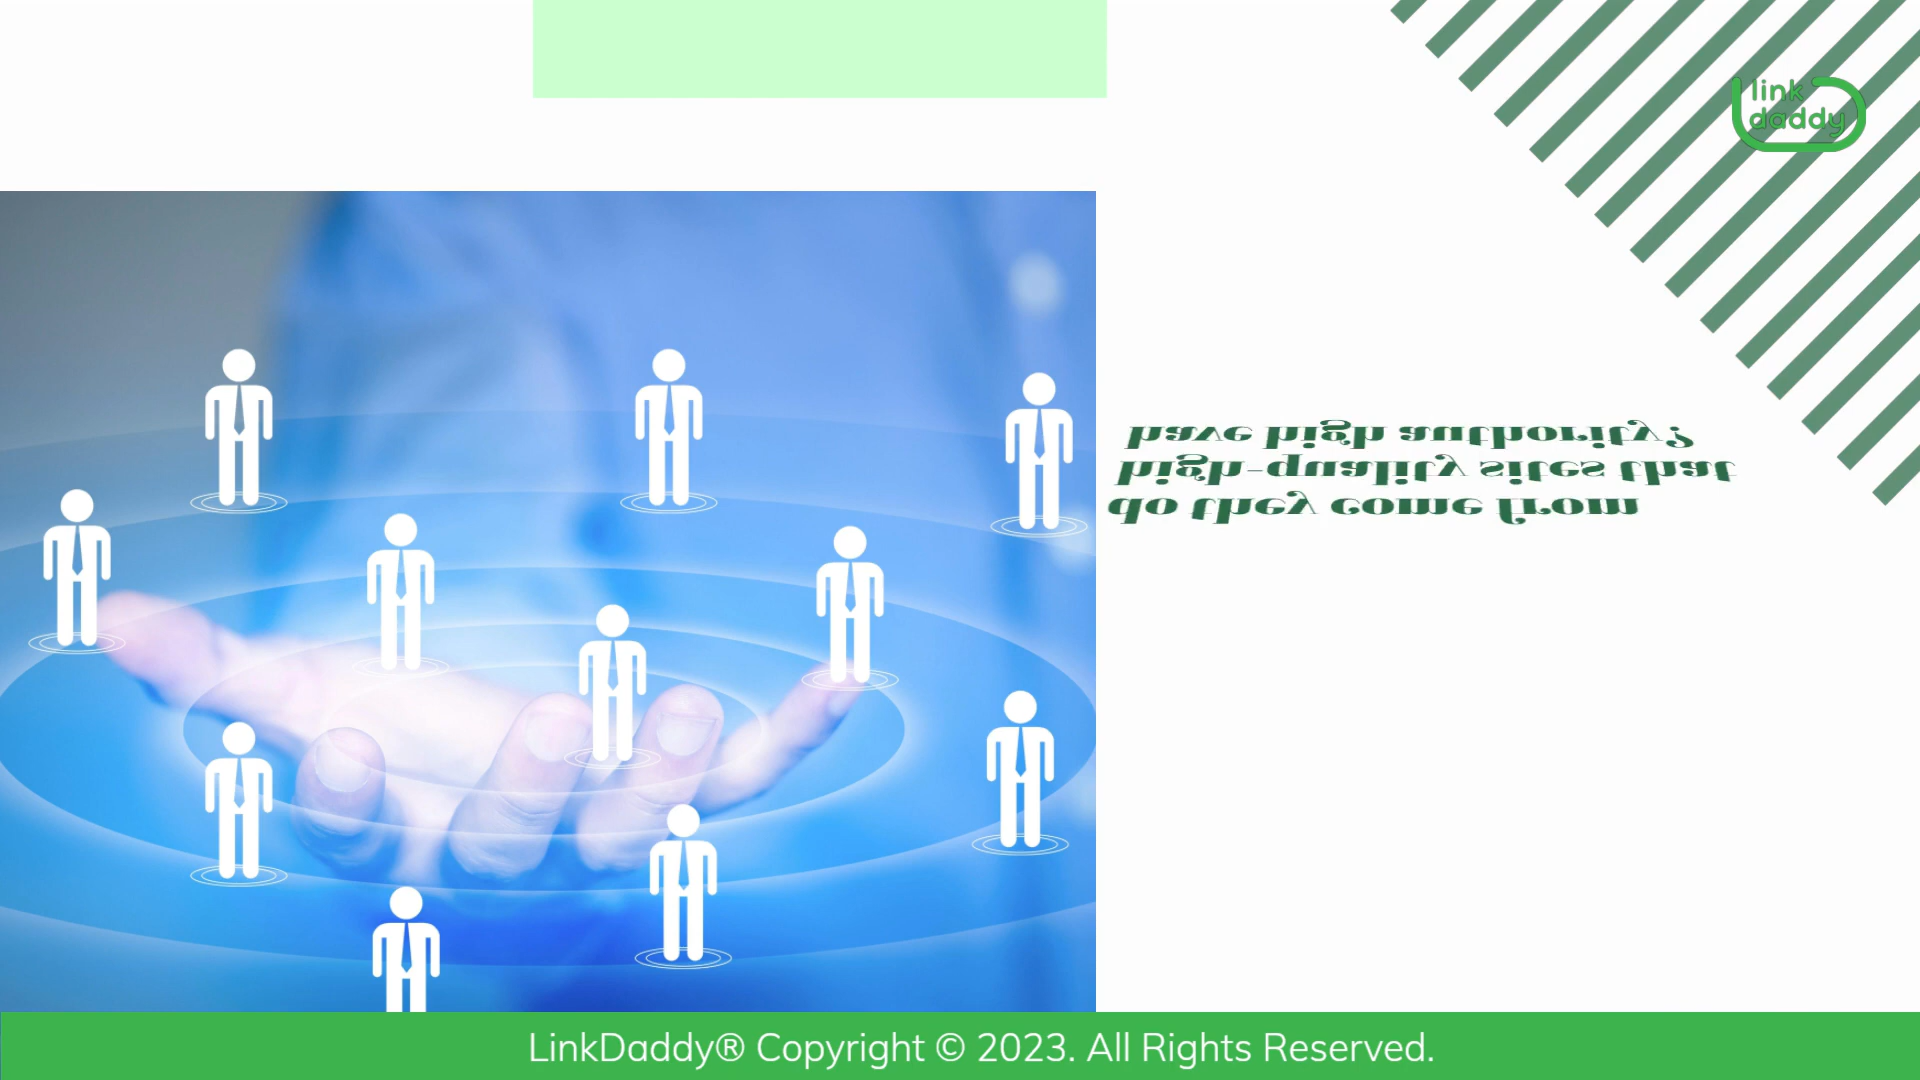 link
daddy
do they come from
high-quality sites that
have high authority?
LinkDaddy® Copyright © 2023. All Rights Reserved.